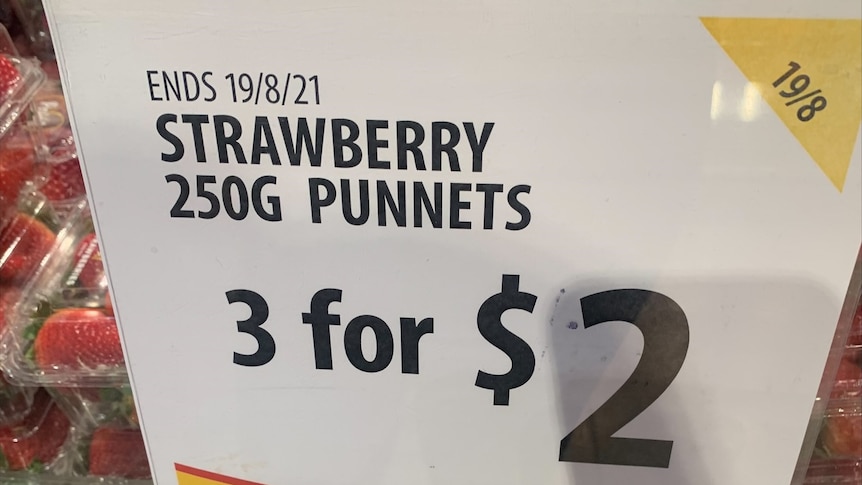 ENDS 19/8/21
19/8
STRAWBERRY
250G PUNNETS
3 for $2